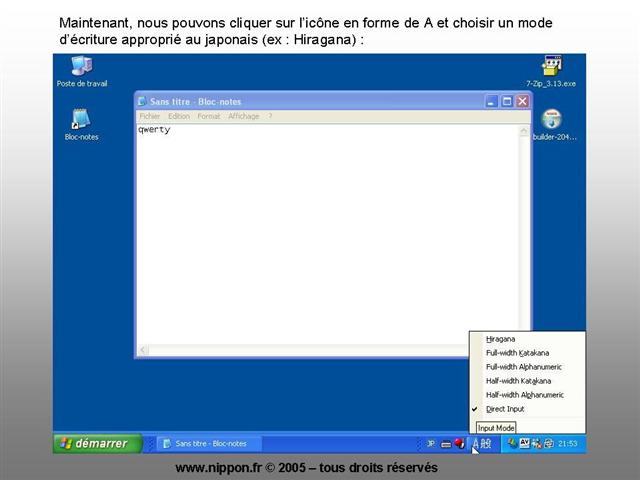 Maintenant, nous pouvons cliquer sur l'icône en forme de A et choisir un mode
d'écriture approprié au japonais (ex : Hiragana) :
Poste de travail
7-Zip_3.13.exe
Bloc-notes
builder-204...
Sans titre - Bloc-notes
Fichier Edition Format Affichage ?
qwerty
Hiragana
Full-width Katakana
Full-width Alphanumeric
Half-width Katakana
Half-width Alphanumeric
Direct Input
Input Mode
démarrer
Sans titre - Bloc-notes
JP
A般
21:53
www.nippon.fr © 2005 – tous droits réservés